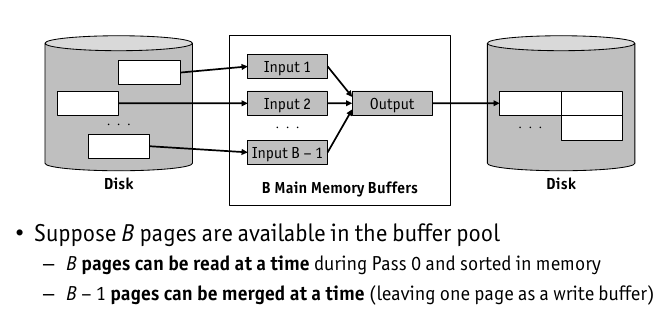 Input 1
Input 2
. . .
Input B – 1
Output
. . .
. . .
Disk
B Main Memory Buffers
Disk
• Suppose B pages are available in the buffer pool
– B pages can be read at a time during Pass 0 and sorted in memory
– B – 1 pages can be merged at a time (leaving one page as a write buffer)